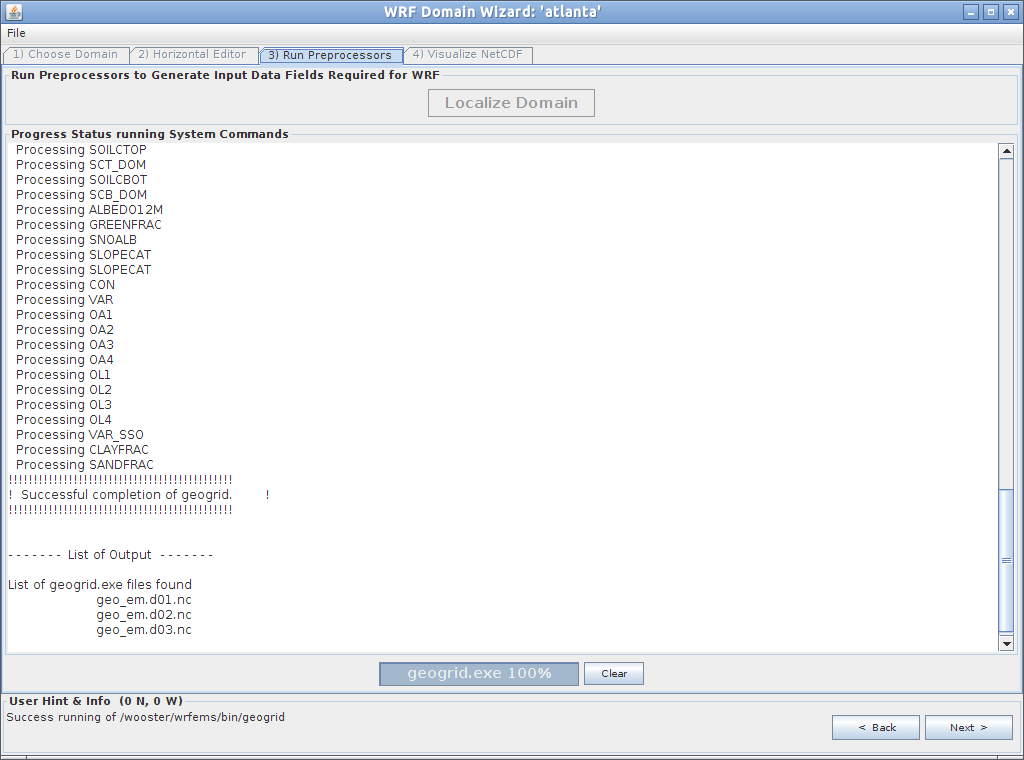 WRF Domain Wizard: 'atlanta'
File
1) Choose Domain 2) Horizontal Editor 3) Run Preprocessors 4) Visualize NetCDF
Run Preprocessors to Generate Input Data Fields Required for WRF
Localize Domain
Progress Status running System Commands
Processing SOILCTOP
Processing SCT_DOM
Processing SOILCBOT
Processing SCB_DOM
Processing ALBEDO12M
Processing GREENFRAC
Processing SNOALB
Processing SLOPECAT
Processing SLOPECAT
Processing CON
Processing VAR
Processing OA1
Processing OA2
Processing OA3
Processing OA4
Processing OL1
Processing OL2
Processing OL3
Processing OL4
Processing VAR_SSO
Processing CLAYFRAC
Processing SANDFRAC
!!!!!!!!!!!!!!!!!!!!!!!!!!!!!!!!!!!!!!!!!!!!!
! Successful completion of geogrid. !
!!!!!!!!!!!!!!!!!!!!!!!!!!!!!!!!!!!!!!!!!!!!!
------- List of Output -------
List of geogrid.exe files found
geo_em.d01.nc
geo_em.d02.nc
geo_em.d03.nc
geogrid.exe 100% Clear
User Hint & Info (0 N, 0 W)
Success running of /wooster/wrfems/bin/geogrid
< Back Next >